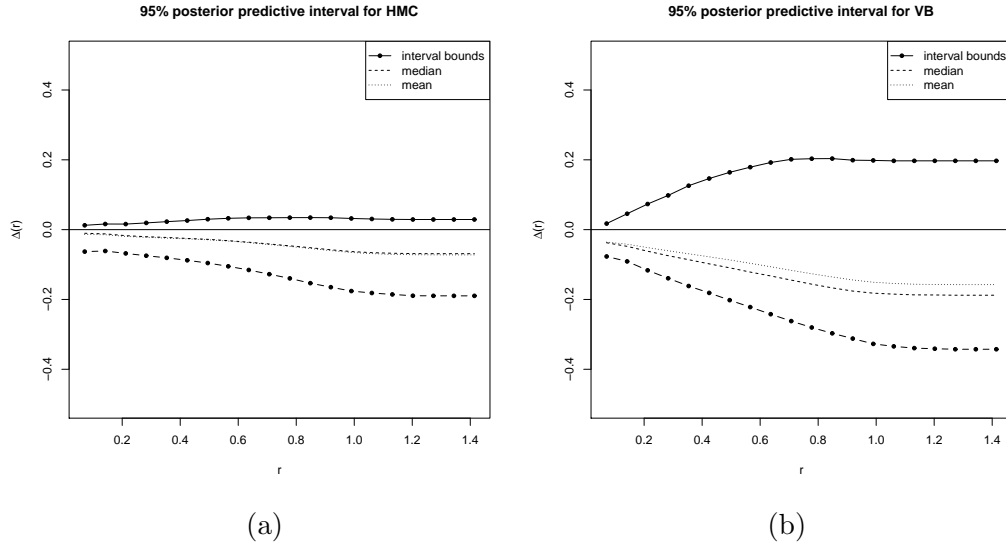 95% posterior predictive interval for HMC
interval bounds
median
mean
Δ(r)
0.4
0.2
0.0
−0.2
−0.4
0.2 0.4 0.6 0.8 1.0 1.2 1.4
r
(a)
95% posterior predictive interval for VB
interval bounds
median
mean
Δ(r)
0.4
0.2
0.0
−0.2
−0.4
0.2 0.4 0.6 0.8 1.0 1.2 1.4
r
(b)